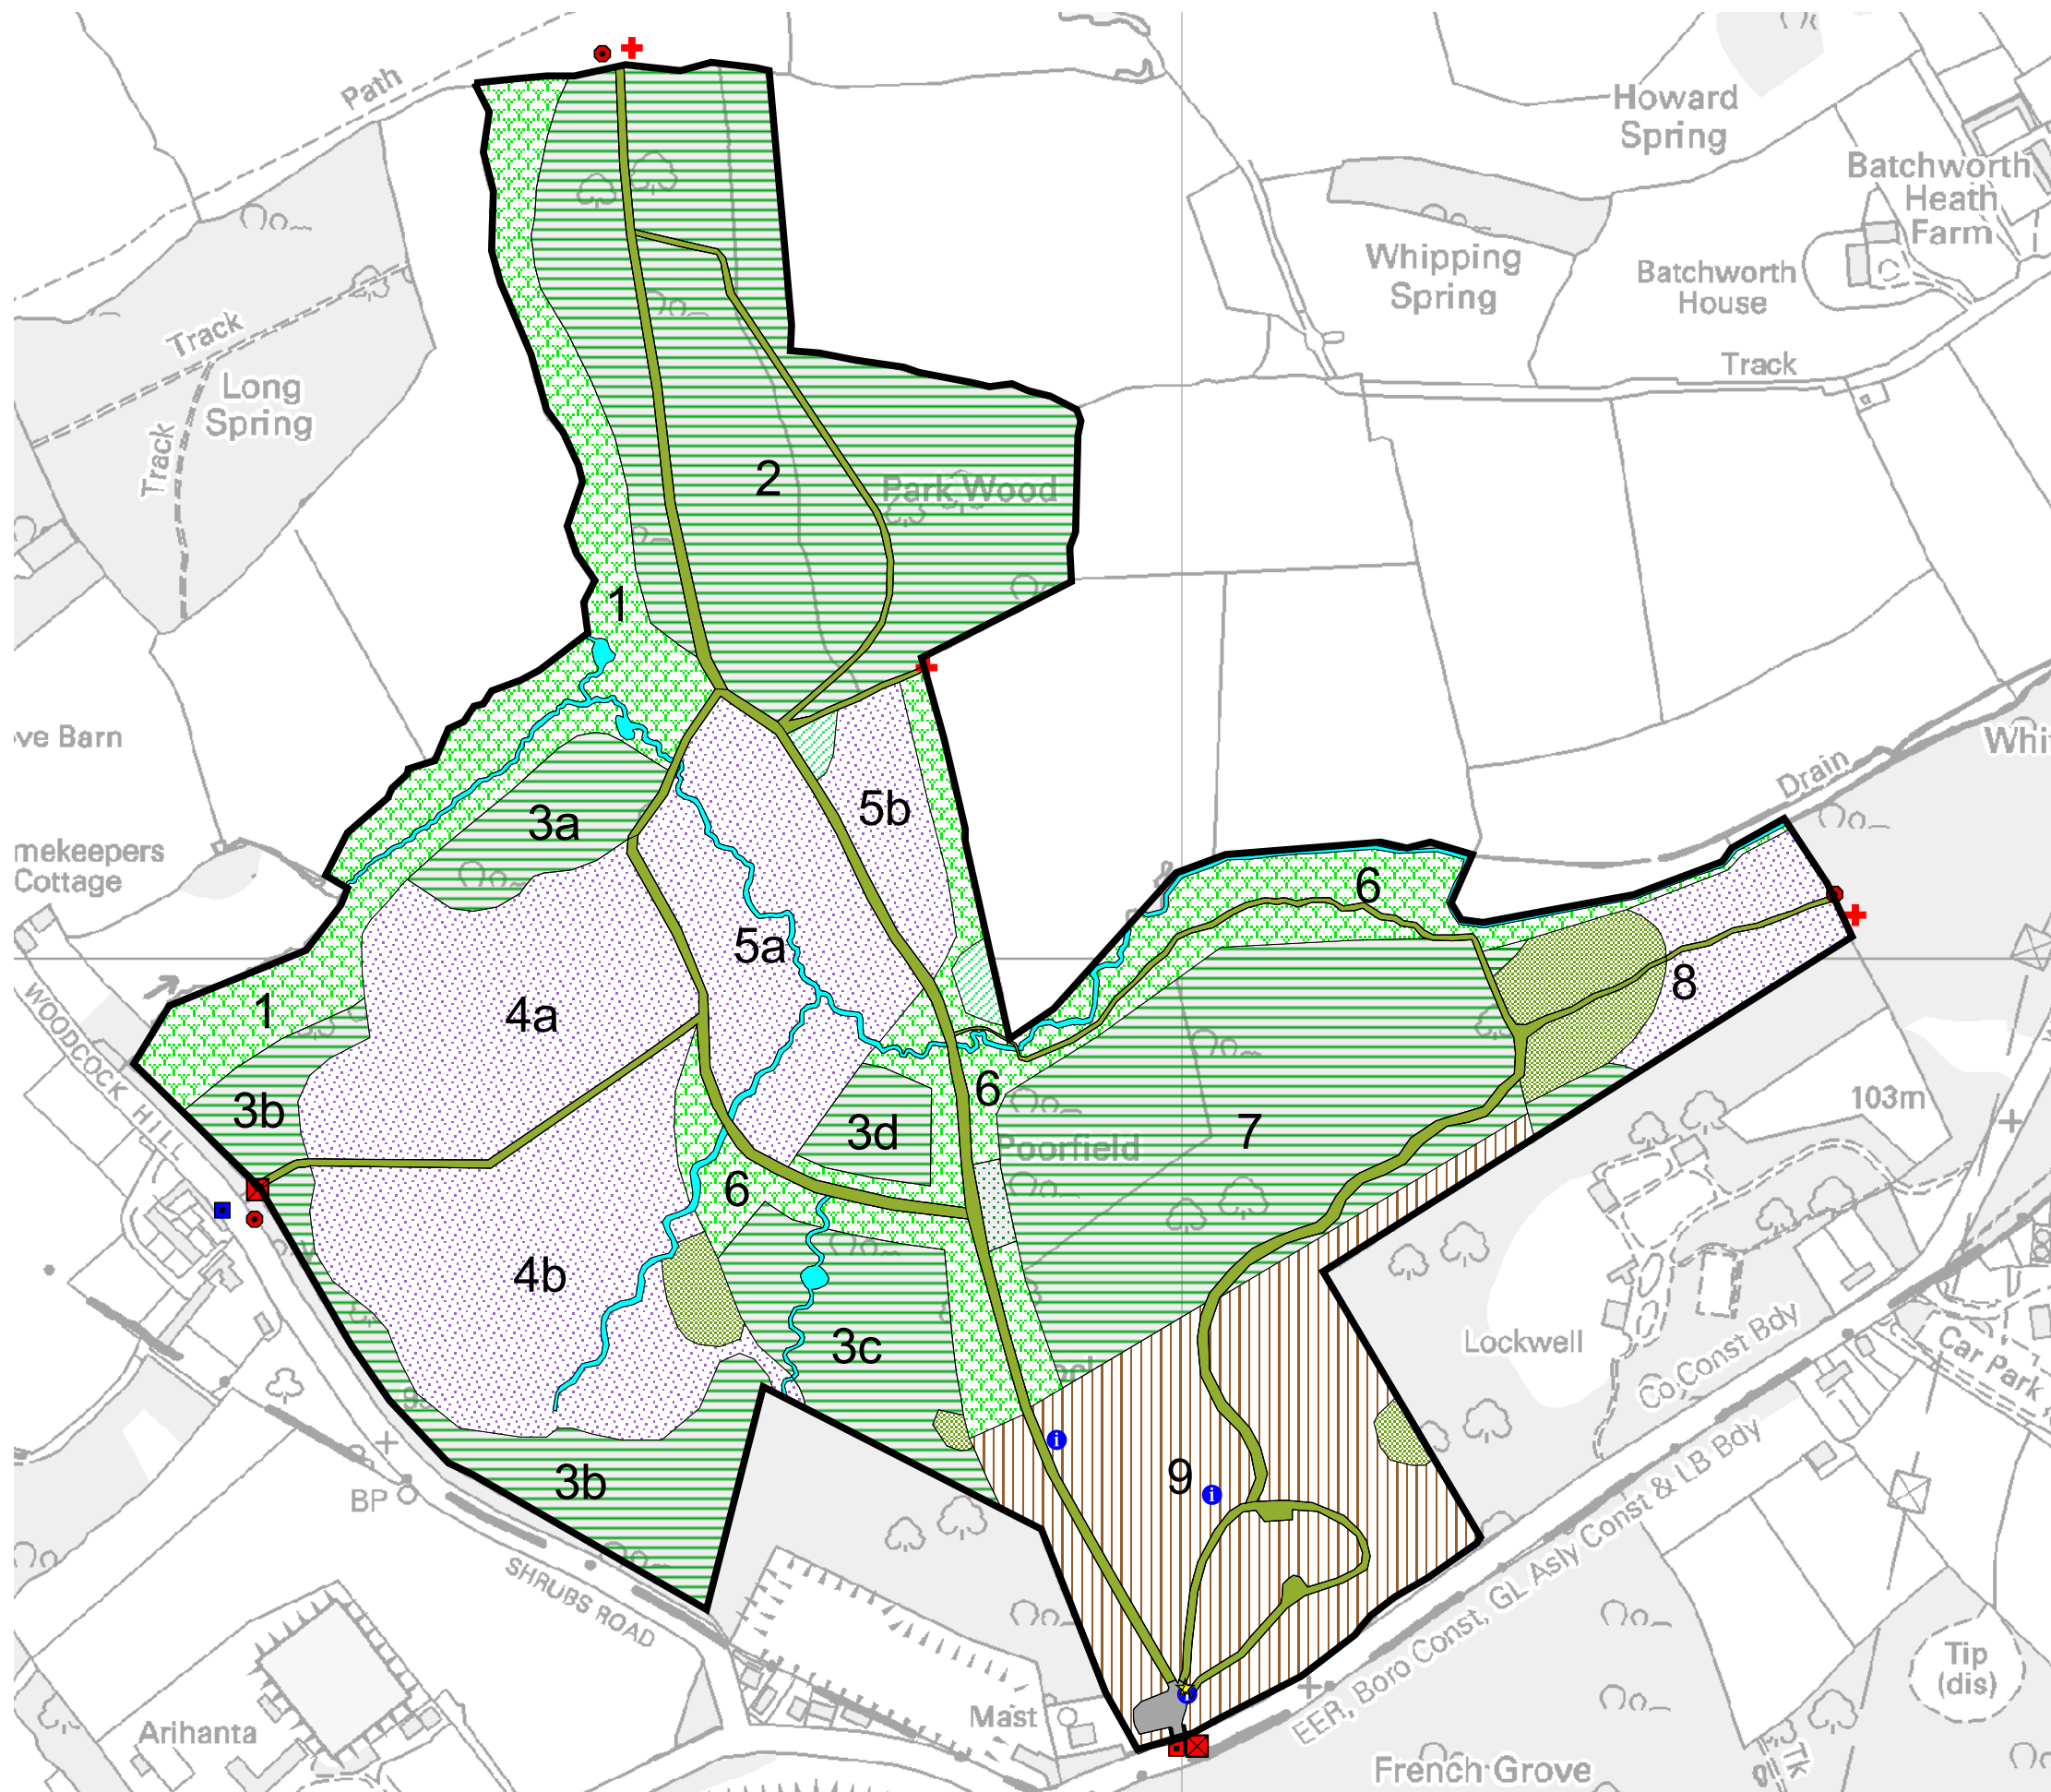 Path
Howard
Spring
Batchworth
Heath
Farm
Whipping
Spring
Batchworth
House
Track
Track
Long
Spring
Track
2
Park Wood
1
ve Barn
Whi
Drain
3a
5b
mekeepers
Cottage
6
5a
8
4a
1
WOODCOCK HILL
6
103m
3b
3d
7
Poorfield
6
4b
3c
Lockwell
Co Const Bdy
Car Park
9
3b
BP
SHRUBS ROAD
EER, Boro Const, GL Asly Const & LB Bdy
Tip
(dis)
Mast
Arihanta
Tk
French Grove